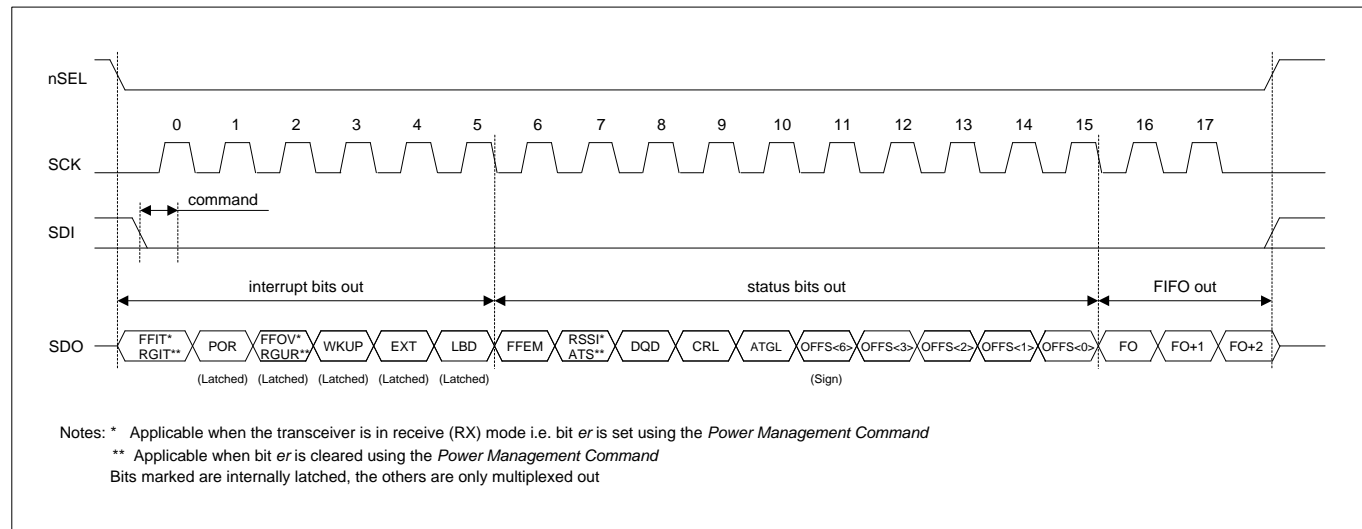 nSEL
0 1 2 3 4 5 6 7 8 9 10 11 12 13 14 15 16 17
SCK
command
SDI
interrupt bits out status bits out FIFO out
SDO
FFIT*
RGIT**
POR
FFOV*
RGUR**
WKUP
EXT
LBD
FFEM
RSSI*
ATS**
DQD
CRL
ATGL
OFFS<6>
OFFS<3>
OFFS<2>
OFFS<1>
OFFS<0>
FO
FO+1
FO+2
(Latched) (Latched) (Latched) (Latched) (Latched) (Sign)
Notes: * Applicable when the transceiver is in receive (RX) mode i.e. bit er is set using the Power Management Command
** Applicable when bit er is cleared using the Power Management Command
Bits marked are internally latched, the others are only multiplexed out